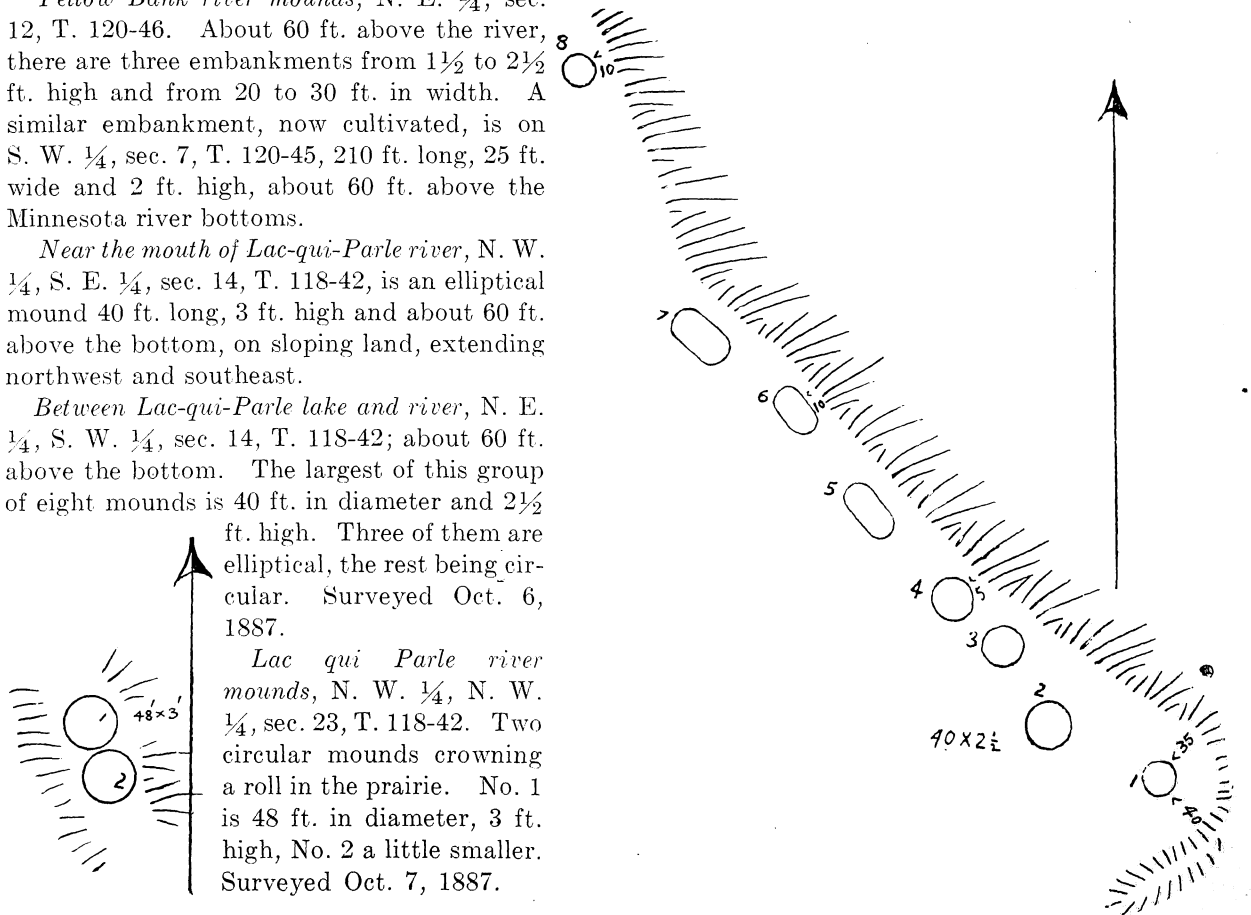 Yellow Bank river mounds, N. E. ¼, sec.
12, T. 120-46. About 60 ft. above the river,
there are three embankments from 1½ to 2½
ft. high and from 20 to 30 ft. in width. A
similar embankment, now cultivated, is on
S. W. ¼, sec. 7, T. 120-45, 210 ft. long, 25 ft.
wide and 2 ft. high, about 60 ft. above the
Minnesota river bottoms.
Near the mouth of Lac-qui-Parle river, N. W.
¼, S. E. ¼, sec. 14, T. 118-42, is an elliptical
mound 40 ft. long, 3 ft. high and about 60 ft.
above the bottom, on sloping land, extending
northwest and southeast.
Between Lac-qui-Parle lake and river, N. E.
¼, S. W. ¼, sec. 14, T. 118-42; about 60 ft.
above the bottom. The largest of this group
of eight mounds is 40 ft. in diameter and 2½
ft. high. Three of them are
elliptical, the rest being cir-
cular. Surveyed Oct. 6,
1887.
Lac qui Parle river
mounds, N. W. ¼, N. W.
¼, sec. 23, T. 118-42. Two
circular mounds crowning
a roll in the prairie. No. 1
is 48 ft. in diameter, 3 ft.
high, No. 2 a little smaller.
Surveyed Oct. 7, 1887.
1
48' × 3'
2
8
10
7
6
10
5
4
5
3
2
40 × 2½
1
35
40